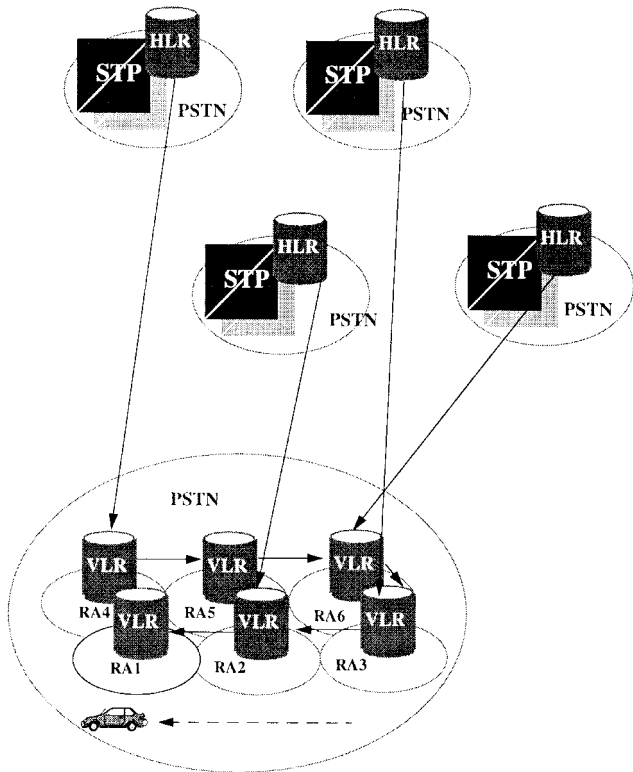 HLR
STP
PSTN
HLR
STP
PSTN
HLR
STP
PSTN
HLR
STP
PSTN
PSTN
VLR
VLR
VLR
RA4
RA5
RA6
VLR
VLR
VLR
RA1
RA2
RA3